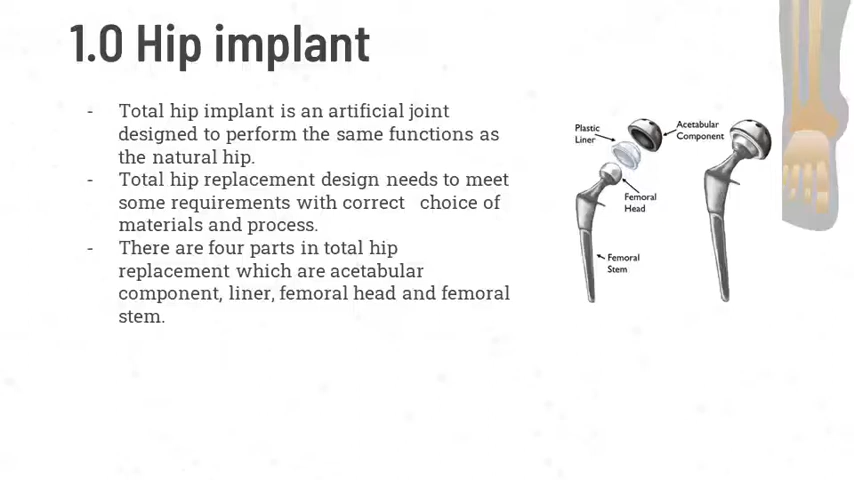 1.0 Hip implant
- Total hip implant is an artificial joint
designed to perform the same functions as
the natural hip.
- Total hip replacement design needs to meet
some requirements with correct choice of
materials and process.
- There are four parts in total hip
replacement which are acetabular
component, liner, femoral head and femoral
stem.
Plastic
Liner
Acetabular
Component
Femoral
Head
Femoral
Stem